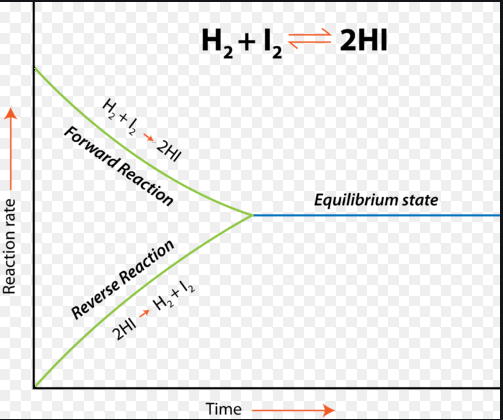 H₂ + I₂ ⇌ 2HI
H₂ + I₂ → 2HI
Forward Reaction
Equilibrium state
Reaction rate →
Reverse Reaction
2HI → H₂ + I₂
Time →